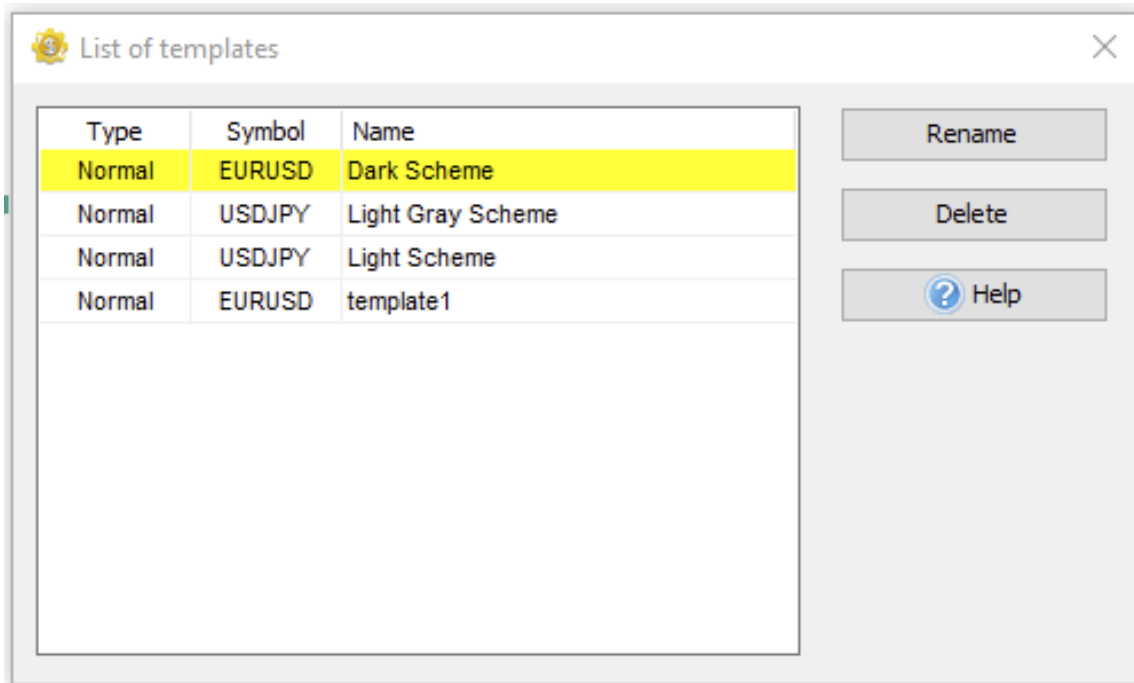 List of templates
Type Symbol Name
Normal EURUSD Dark Scheme
Normal USDJPY Light Gray Scheme
Normal USDJPY Light Scheme
Normal EURUSD template1
Rename
Delete
? Help